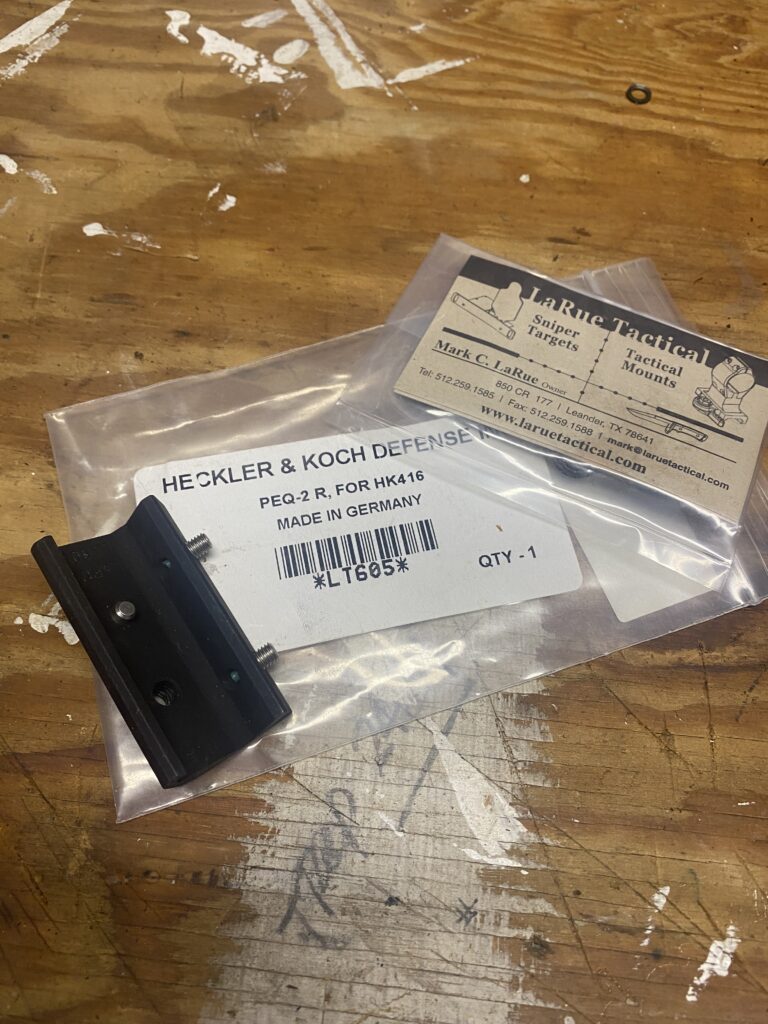 LaRue Tactical
Sniper
Targets
Tactical
Mounts
Mark C. LaRue Owner
850 CR 177 | Leander, TX 78641
Tel: 512.259.1585 | Fax: 512.259.1588 | mark@laruetactical.com
www.laruetactical.com
HECKLER & KOCH DEFENSE
PEQ-2 R, FOR HK416
MADE IN GERMANY
*LT605*
QTY - 1